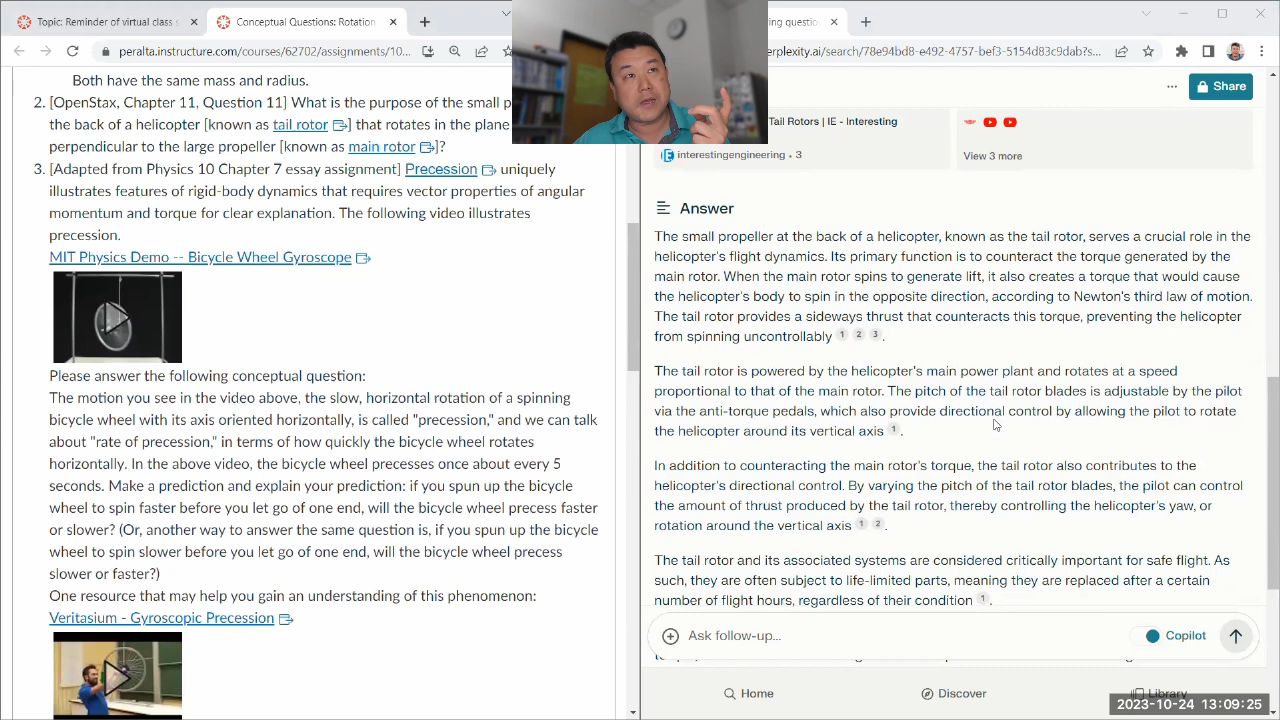 Topic: Reminder of virtual class s
Conceptual Questions: Rotation
ing question
peralta.instructure.com/courses/62702/assignments/10...
erplexity.ai/search/78e94bd8-e492-4757-bef3-5154d83c9dab?s...
Both have the same mass and radius.
2. [OpenStax, Chapter 11, Question 11] What is the purpose of the small p
the back of a helicopter [known as tail rotor ] that rotates in the plane
perpendicular to the large propeller [known as main rotor ]?
3. [Adapted from Physics 10 Chapter 7 essay assignment] Precession uniquely
illustrates features of rigid-body dynamics that requires vector properties of angular
momentum and torque for clear explanation. The following video illustrates
precession.
MIT Physics Demo -- Bicycle Wheel Gyroscope
Please answer the following conceptual question:
The motion you see in the video above, the slow, horizontal rotation of a spinning
bicycle wheel with its axis oriented horizontally, is called "precession," and we can talk
about "rate of precession," in terms of how quickly the bicycle wheel rotates
horizontally. In the above video, the bicycle wheel precesses once about every 5
seconds. Make a prediction and explain your prediction: if you spun up the bicycle
wheel to spin faster before you let go of one end, will the bicycle wheel precess faster
or slower? (Or, another way to answer the same question is, if you spun up the bicycle
wheel to spin slower before you let go of one end, will the bicycle wheel precess
slower or faster?)
One resource that may help you gain an understanding of this phenomenon:
Veritasium - Gyroscopic Precession
Share
Tail Rotors | IE - Interesting
interestingengineering • 3
View 3 more
Answer
The small propeller at the back of a helicopter, known as the tail rotor, serves a crucial role in the
helicopter's flight dynamics. Its primary function is to counteract the torque generated by the
main rotor. When the main rotor spins to generate lift, it also creates a torque that would cause
the helicopter's body to spin in the opposite direction, according to Newton's third law of motion.
The tail rotor provides a sideways thrust that counteracts this torque, preventing the helicopter
from spinning uncontrollably 1 2 3 .
The tail rotor is powered by the helicopter's main power plant and rotates at a speed
proportional to that of the main rotor. The pitch of the tail rotor blades is adjustable by the pilot
via the anti-torque pedals, which also provide directional control by allowing the pilot to rotate
the helicopter around its vertical axis 1 .
In addition to counteracting the main rotor's torque, the tail rotor also contributes to the
helicopter's directional control. By varying the pitch of the tail rotor blades, the pilot can control
the amount of thrust produced by the tail rotor, thereby controlling the helicopter's yaw, or
rotation around the vertical axis 1 2 .
The tail rotor and its associated systems are considered critically important for safe flight. As
such, they are often subject to life-limited parts, meaning they are replaced after a certain
number of flight hours, regardless of their condition 1 .
Ask follow-up...
Copilot
Home
Discover
Library
2023-10-24 13:09:25